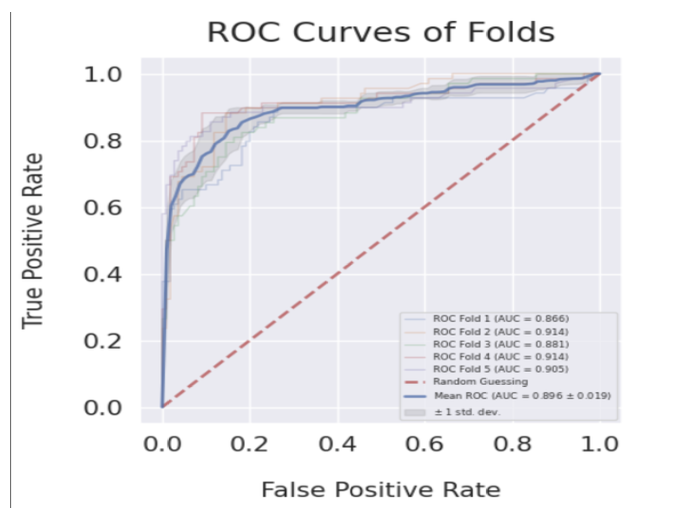 ROC Curves of Folds
True Positive Rate
1.0
0.8
0.6
0.4
0.2
0.0
ROC Fold 1 (AUC = 0.866)
ROC Fold 2 (AUC = 0.914)
ROC Fold 3 (AUC = 0.881)
ROC Fold 4 (AUC = 0.914)
ROC Fold 5 (AUC = 0.905)
Random Guessing
Mean ROC (AUC = 0.896 ± 0.019)
± 1 std. dev.
0.0 0.2 0.4 0.6 0.8 1.0
False Positive Rate